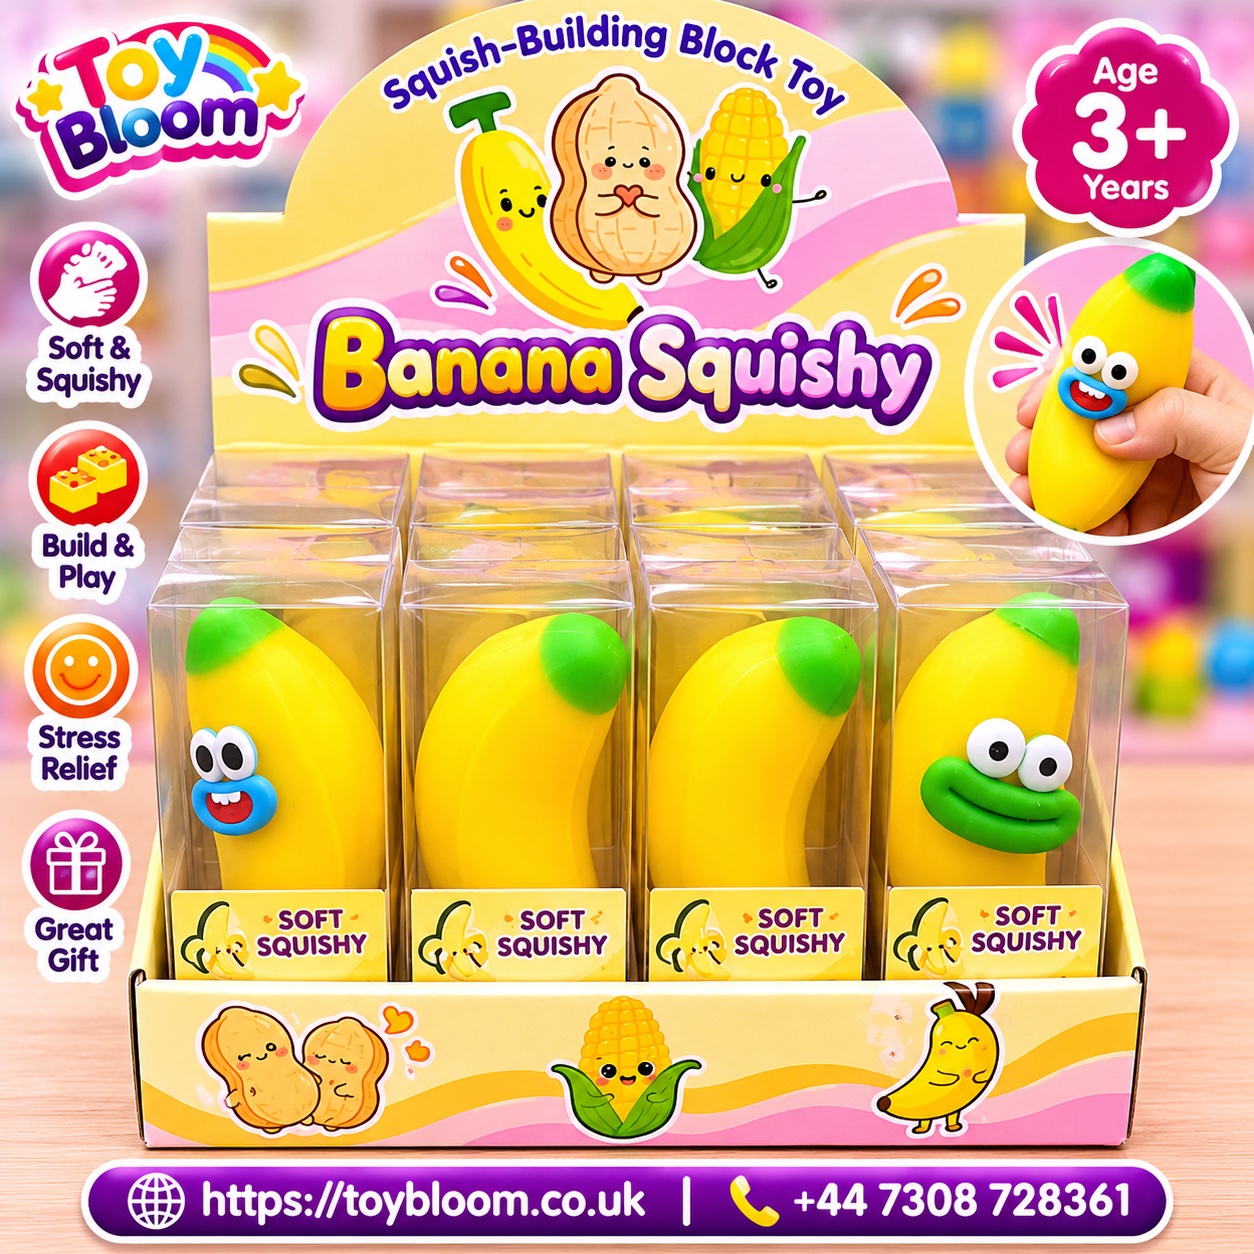 Toy
Bloom
Squish-Building Block Toy
Age
3+
Years
Banana Squishy
Soft &
Squishy
Build &
Play
Stress
Relief
Great
Gift
SOFT
SQUISHY
SOFT
SQUISHY
SOFT
SQUISHY
SOFT
SQUISHY
https://toybloom.co.uk | +44 7308 728361